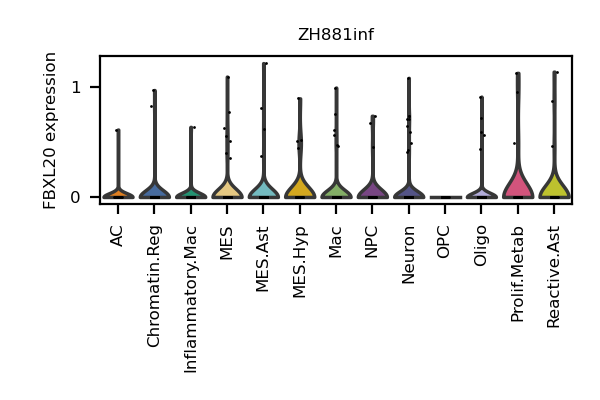 ZH881inf
FBXL20 expression
1
0
AC
Chromatin.Reg
Inflammatory.Mac
MES
MES.Ast
MES.Hyp
Mac
NPC
Neuron
OPC
Oligo
Prolif.Metab
Reactive.Ast